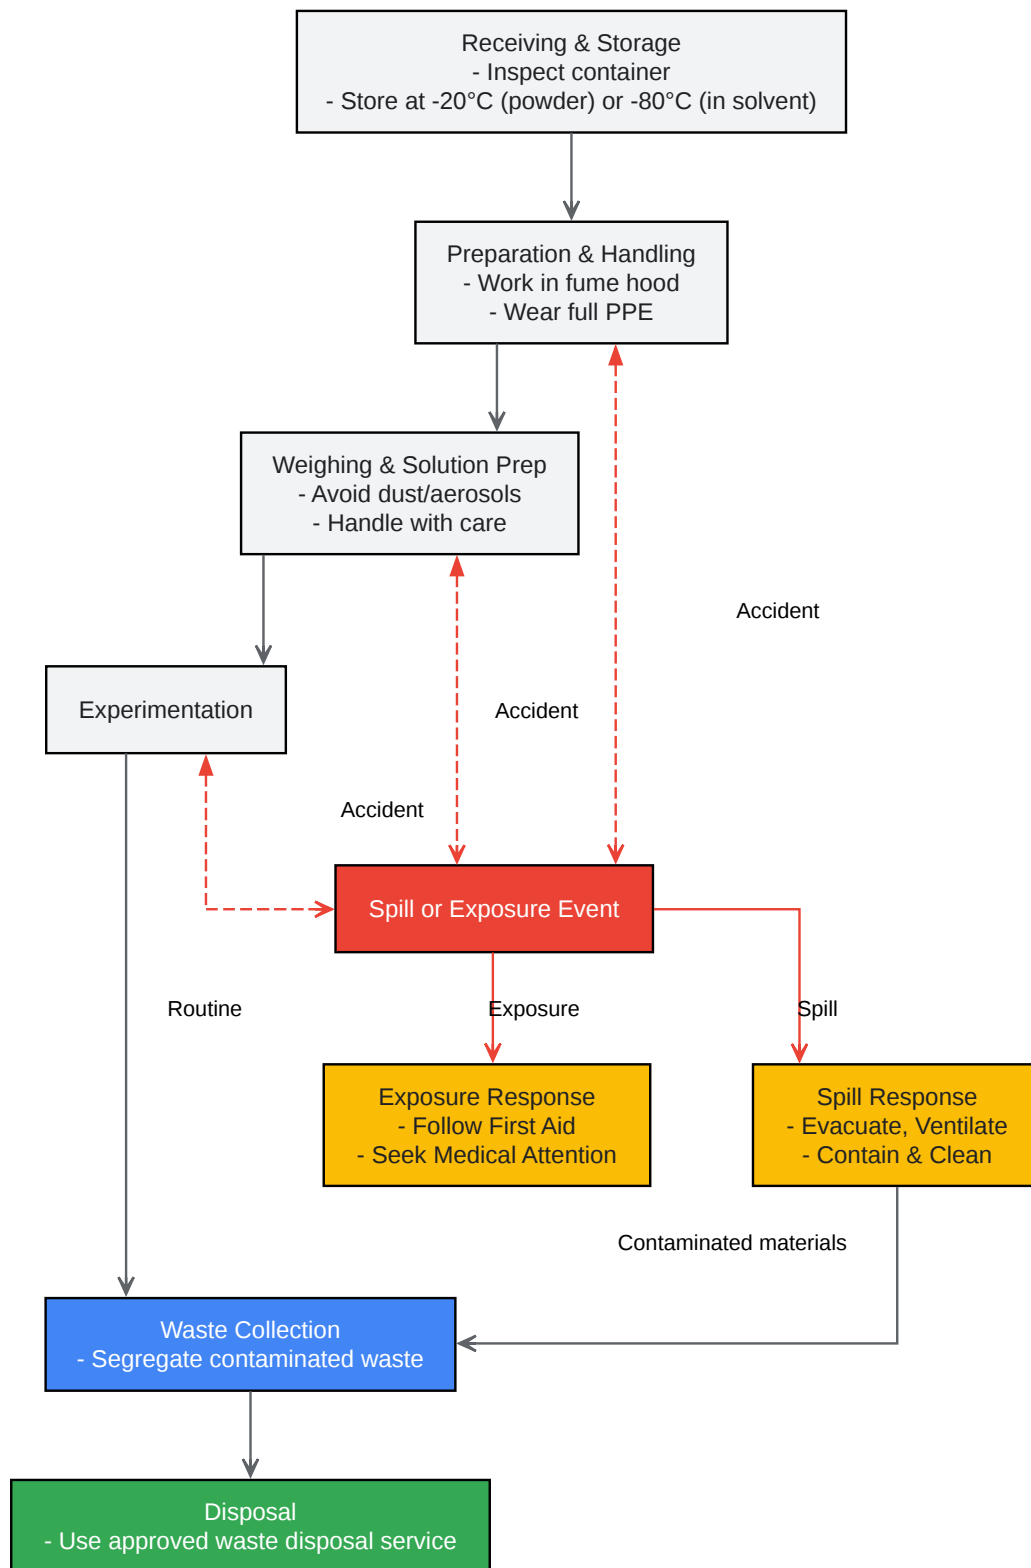 Receiving & Storage
- Inspect container
- Store at -20°C (powder) or -80°C (in solvent)
Preparation & Handling
- Work in fume hood
- Wear full PPE
Weighing & Solution Prep
- Avoid dust/aerosols
- Handle with care
Accident
Experimentation
Accident
Accident
Spill or Exposure Event
Routine
Exposure
Spill
Exposure Response
- Follow First Aid
- Seek Medical Attention
Spill Response
- Evacuate, Ventilate
- Contain & Clean
Contaminated materials
Waste Collection
- Segregate contaminated waste
Disposal
- Use approved waste disposal service